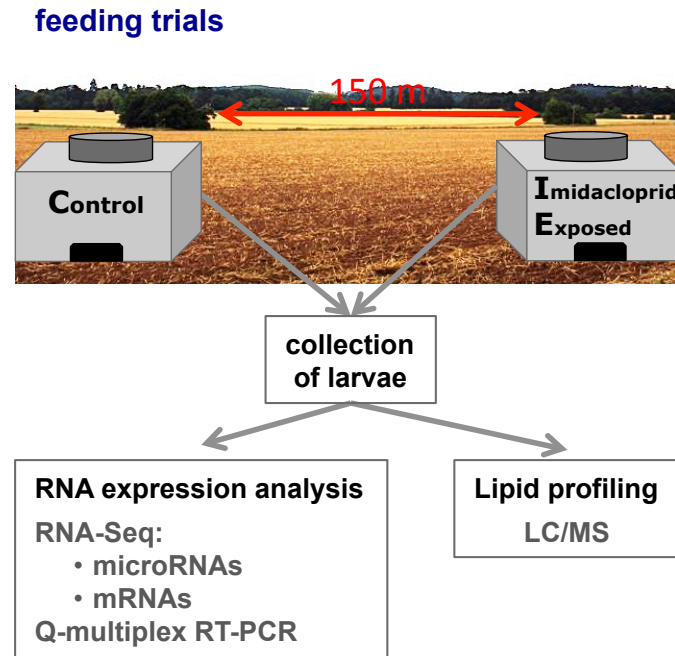 feeding trials
150 m
Control
Imidacloprid
Exposed
collection
of larvae
RNA expression analysis
RNA-Seq:
• microRNAs
• mRNAs
Q-multiplex RT-PCR
Lipid profiling
LC/MS